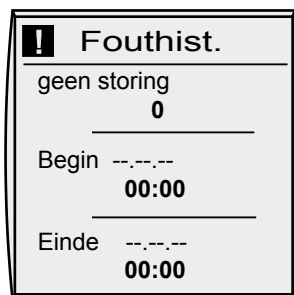 ! Fouthist.
geen storing
0
Begin --.--.--
00:00
Einde --.--.--
00:00